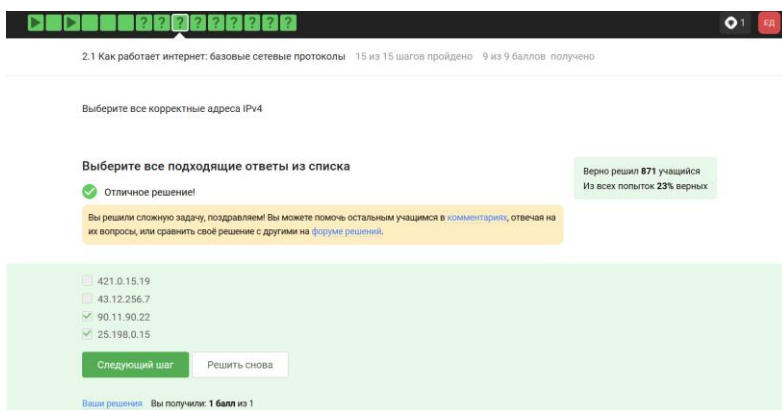 ? ? ? ? ? ? ? ? ?
1
ЕД
2.1 Как работает интернет: базовые сетевые протоколы 15 из 15 шагов пройдено 9 из 9 баллов получено
Выберите все корректные адреса IPv4
Выберите все подходящие ответы из списка
Отличное решение!
Верно решил 871 учащийся
Из всех попыток 23% верных
Вы решили сложную задачу, поздравляем! Вы можете помочь остальным учащимся в комментариях, отвечая на
их вопросы, или сравнить своё решение с другими на форуме решений.
421.0.15.19
43.12.256.7
90.11.90.22
25.198.0.15
Следующий шаг
Решить снова
Ваши решения Вы получили: 1 балл из 1